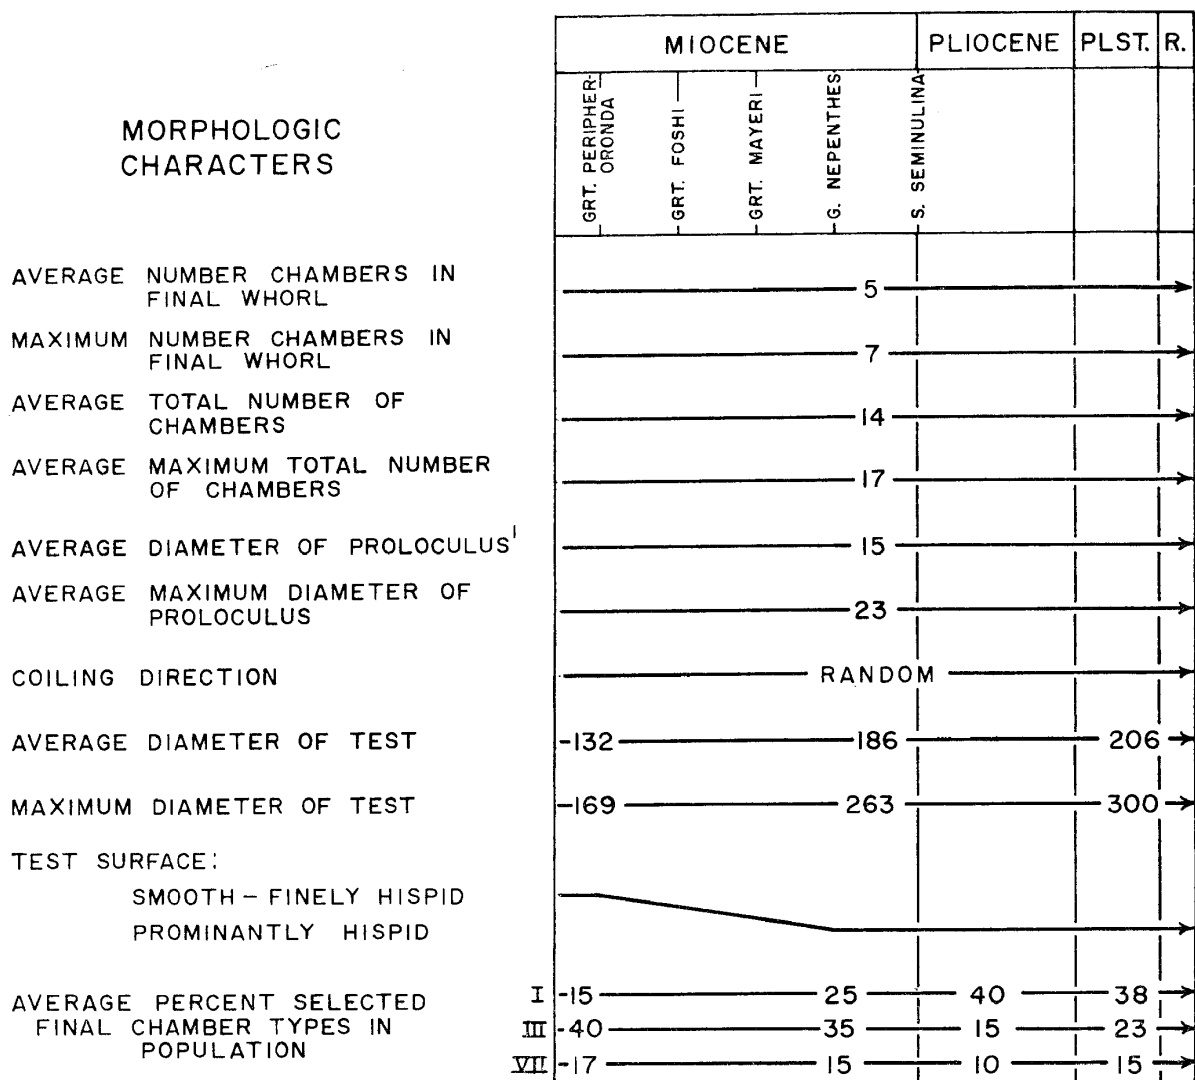 MIOCENE PLIOCENE PLST. R.
GRT. PERIPHER-
ORONDA
GRT. FOSHI
GRT. MAYERI
G. NEPENTHES
S. SEMINULINA
MORPHOLOGIC
CHARACTERS
AVERAGE NUMBER CHAMBERS IN
FINAL WHORL
5
MAXIMUM NUMBER CHAMBERS IN
FINAL WHORL
7
AVERAGE TOTAL NUMBER OF
CHAMBERS
14
AVERAGE MAXIMUM TOTAL NUMBER
OF CHAMBERS
17
AVERAGE DIAMETER OF PROLOCULUS¹
15
AVERAGE MAXIMUM DIAMETER OF
PROLOCULUS
23
COILING DIRECTION RANDOM
AVERAGE DIAMETER OF TEST 132 186 206
MAXIMUM DIAMETER OF TEST 169 263 300
TEST SURFACE:
SMOOTH – FINELY HISPID
PROMINANTLY HISPID
AVERAGE PERCENT SELECTED
FINAL CHAMBER TYPES IN
POPULATION
I 15 25 40 38
III 40 35 15 23
VII 17 15 10 15